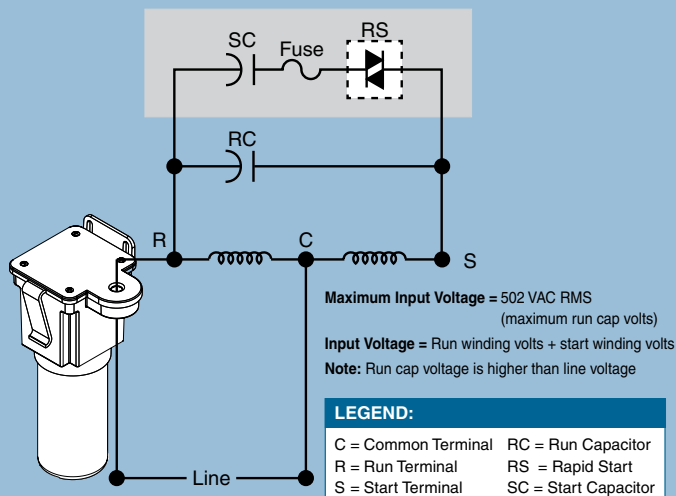 SC
Fuse
RS
RC
R
C
S
Maximum Input Voltage = 502 VAC RMS
(maximum run cap volts)
Input Voltage = Run winding volts + start winding volts
Note: Run cap voltage is higher than line voltage
Line
LEGEND:
C = Common Terminal RC = Run Capacitor
R = Run Terminal RS = Rapid Start
S = Start Terminal SC = Start Capacitor